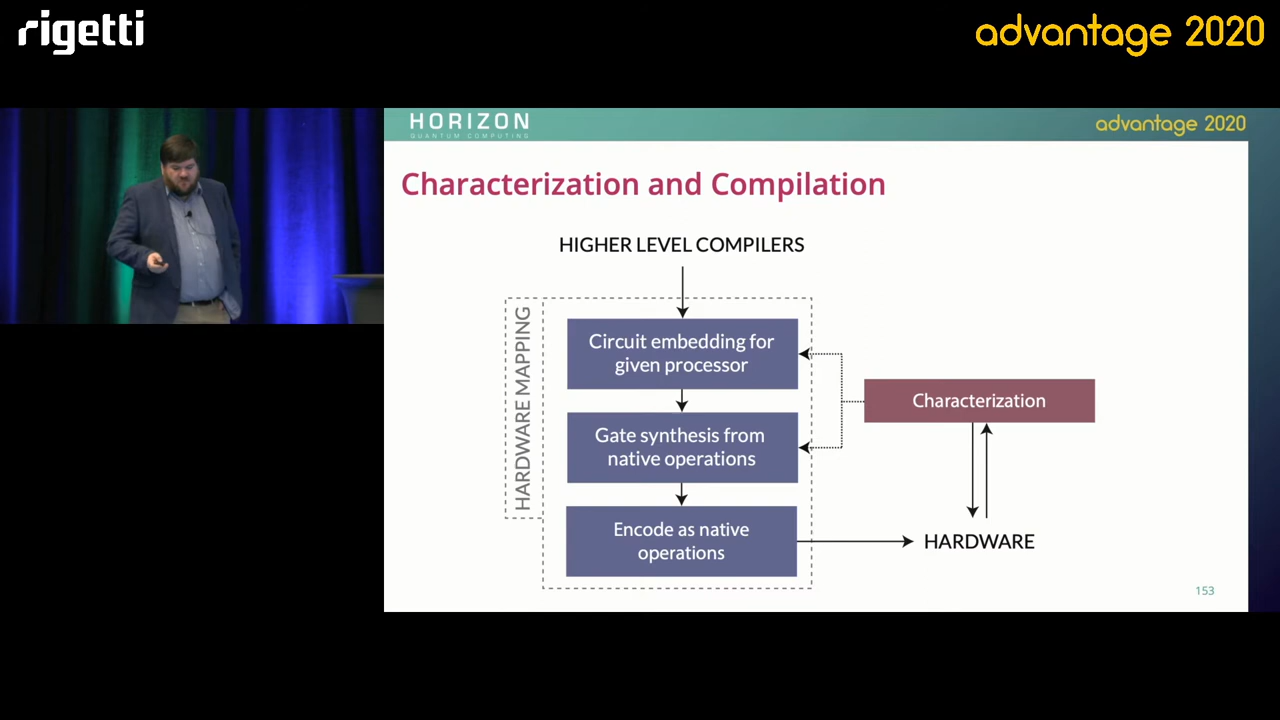 rigetti
advantage 2020
HORIZON
QUANTUM COMPUTING
advantage 2020
Characterization and Compilation
HIGHER LEVEL COMPILERS
HARDWARE MAPPING
Circuit embedding for
given processor
Gate synthesis from
native operations
Encode as native
operations
Characterization
HARDWARE
153